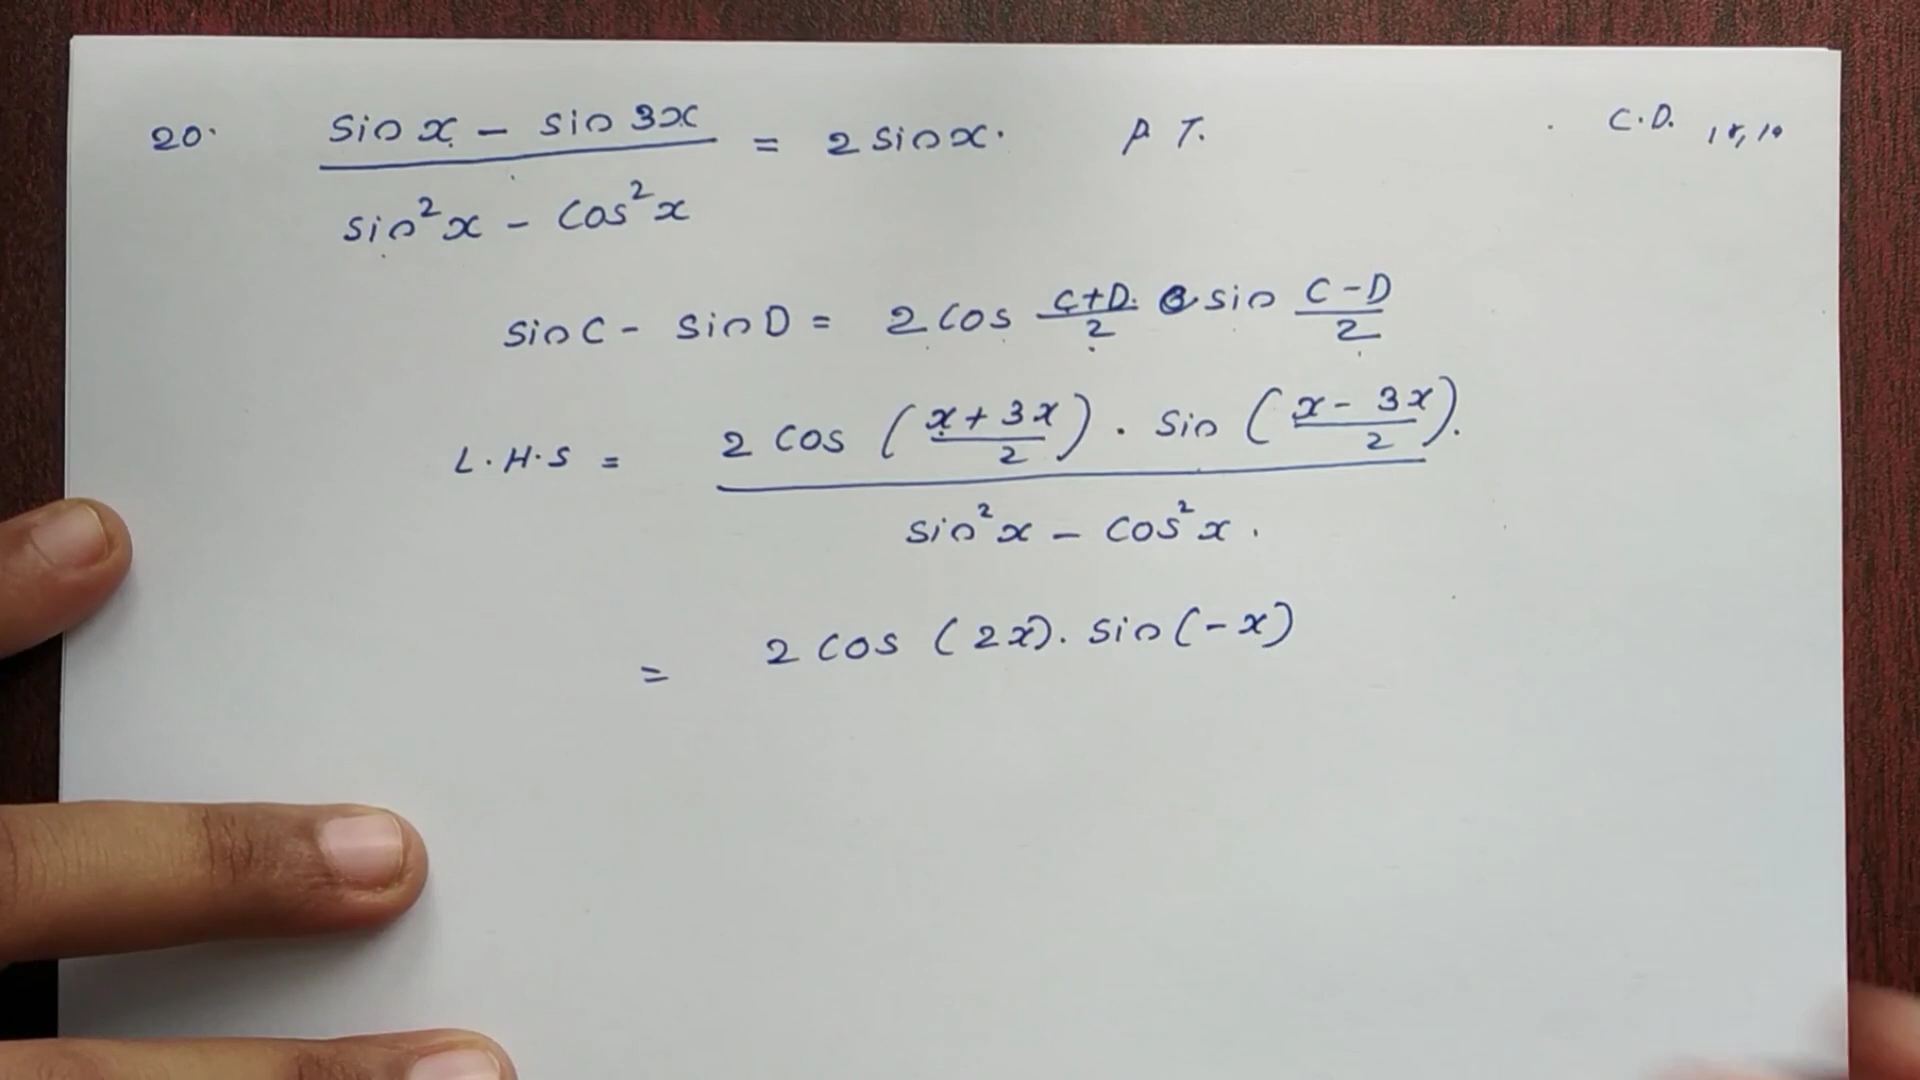 20. (sin x - sin 3x) / (sin²x - cos²x) = 2 sin x. P T. C.D.
sin C - sin D = 2 cos (C+D)/2 sin (C-D)/2
L.H.S = 2 cos ((x+3x)/2) . sin ((x-3x)/2). / (sin²x - cos²x).
= 2 cos (2x). sin (-x)